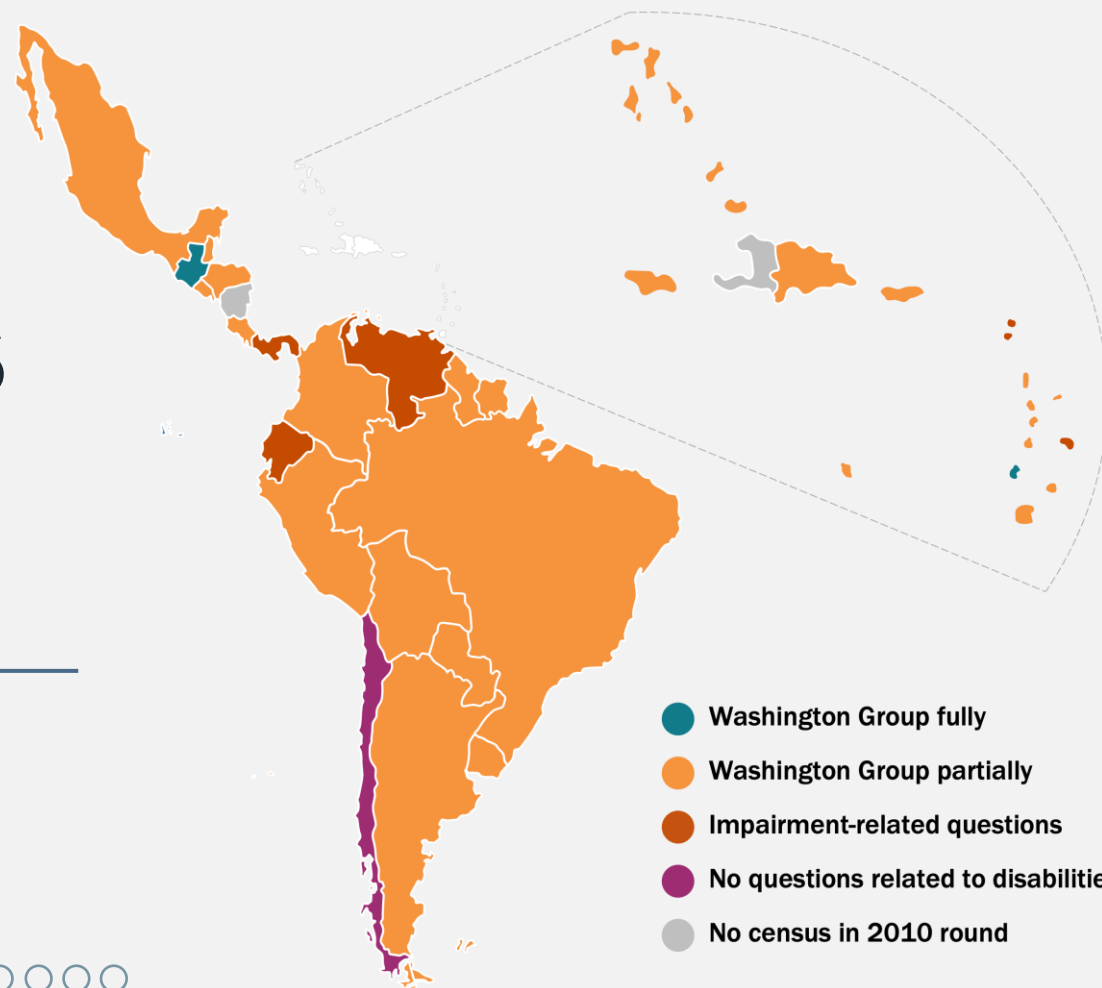 Washington Group fully
Washington Group partially
Impairment-related questions
No questions related to disabilitie
No census in 2010 round